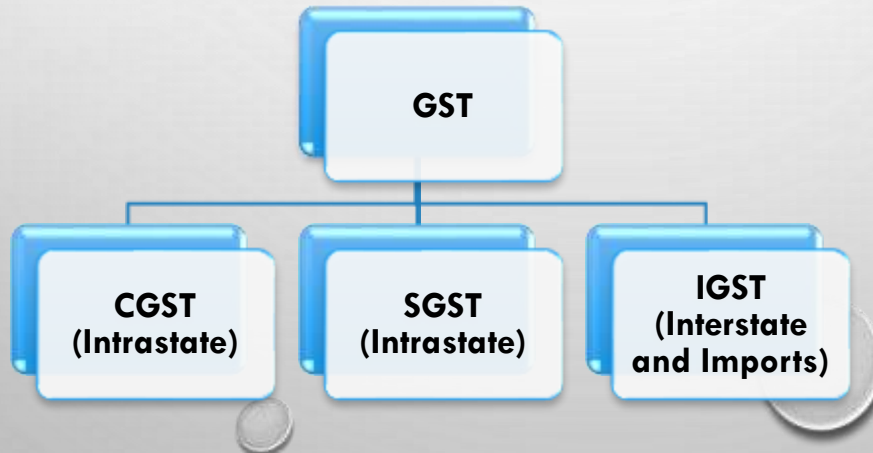 GST
CGST
(Intrastate)
SGST
(Intrastate)
IGST
(Interstate
and Imports)